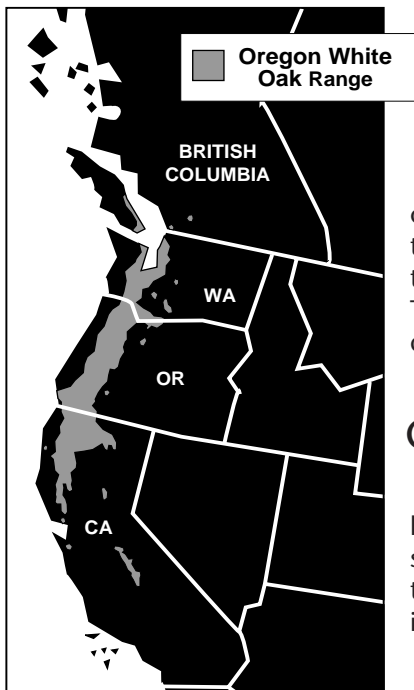 Oregon White
Oak Range
BRITISH
COLUMBIA
WA
OR
CA